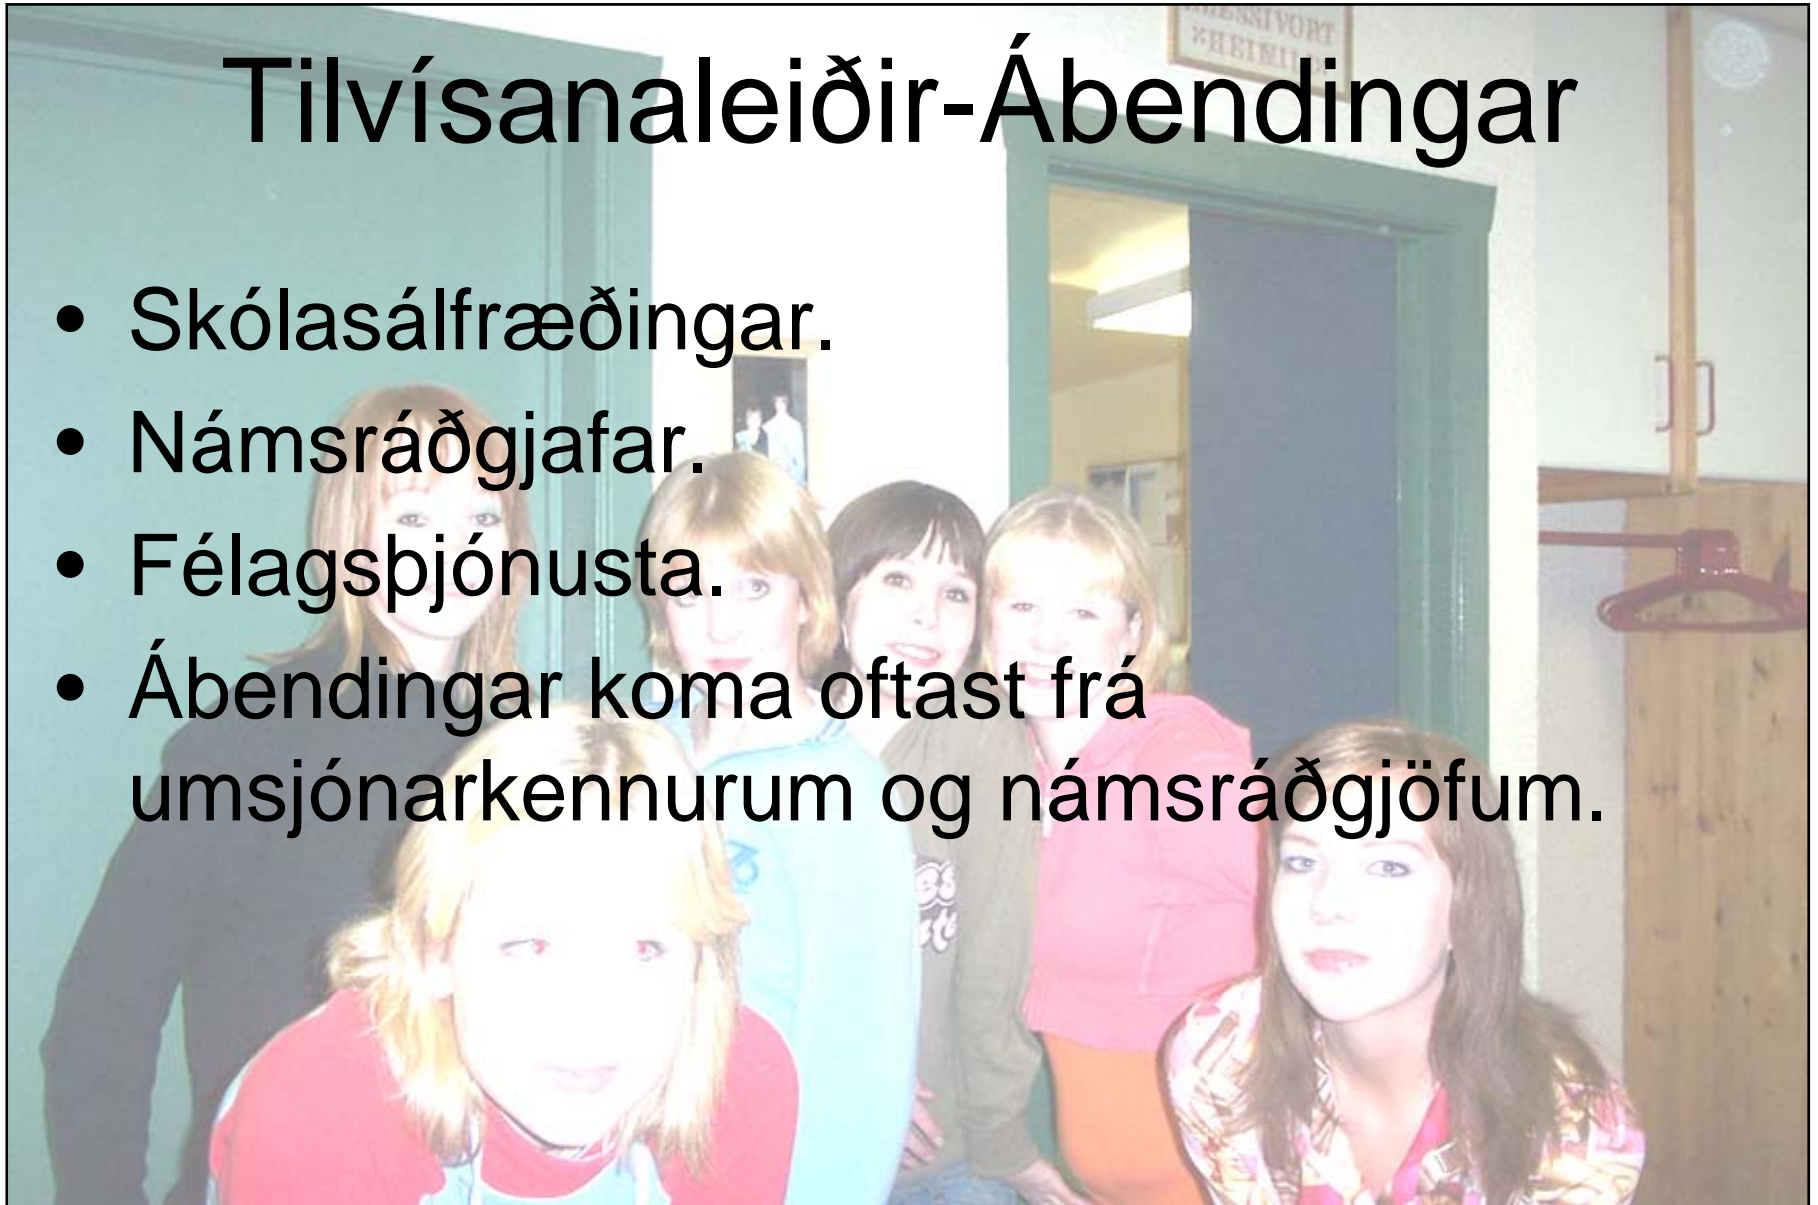 Tilvísanaleiðir-Ábendingar
• Skólasálfræðingar.
• Námsráðgjafar.
• Félagsþjónusta.
• Ábendingar koma oftast frá
umsjónarkennurum og námsráðgjöfum.